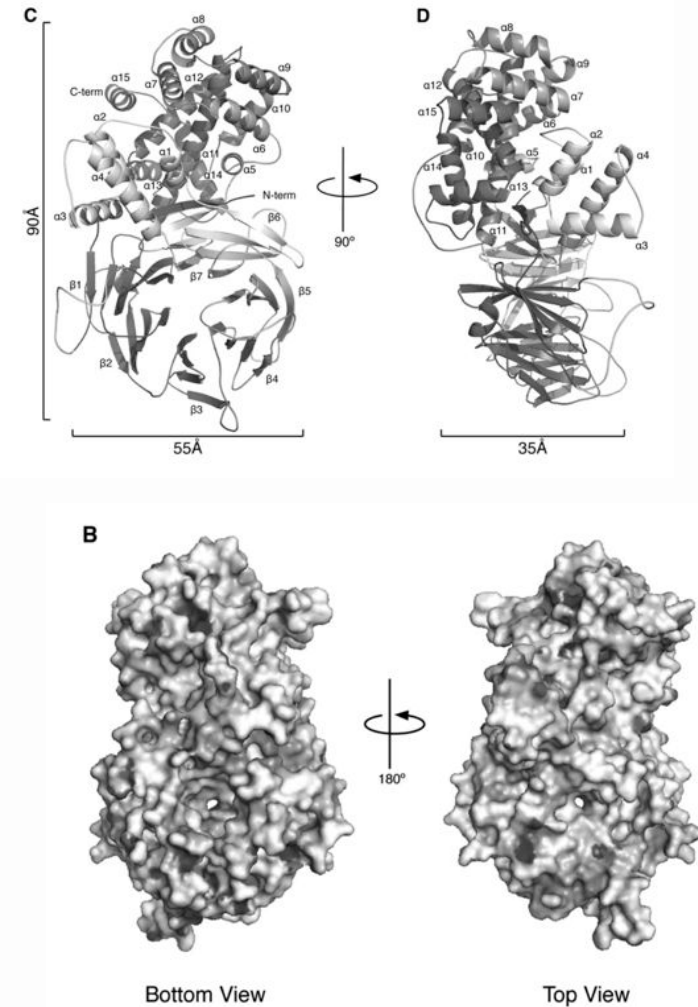 C
D
α8
α15
α12
α7
α9
C-term
α10
α2
α6
α1
α11
α5
α4
α13
α14
N-term
α3
β6
β7
β1
β5
β2
β4
β3
90Å
55Å
90º
α8
α9
α12
α7
α15
α6
α2
α10
α5
α4
α14
α1
α13
α11
α3
35Å
B
180º
Bottom View
Top View